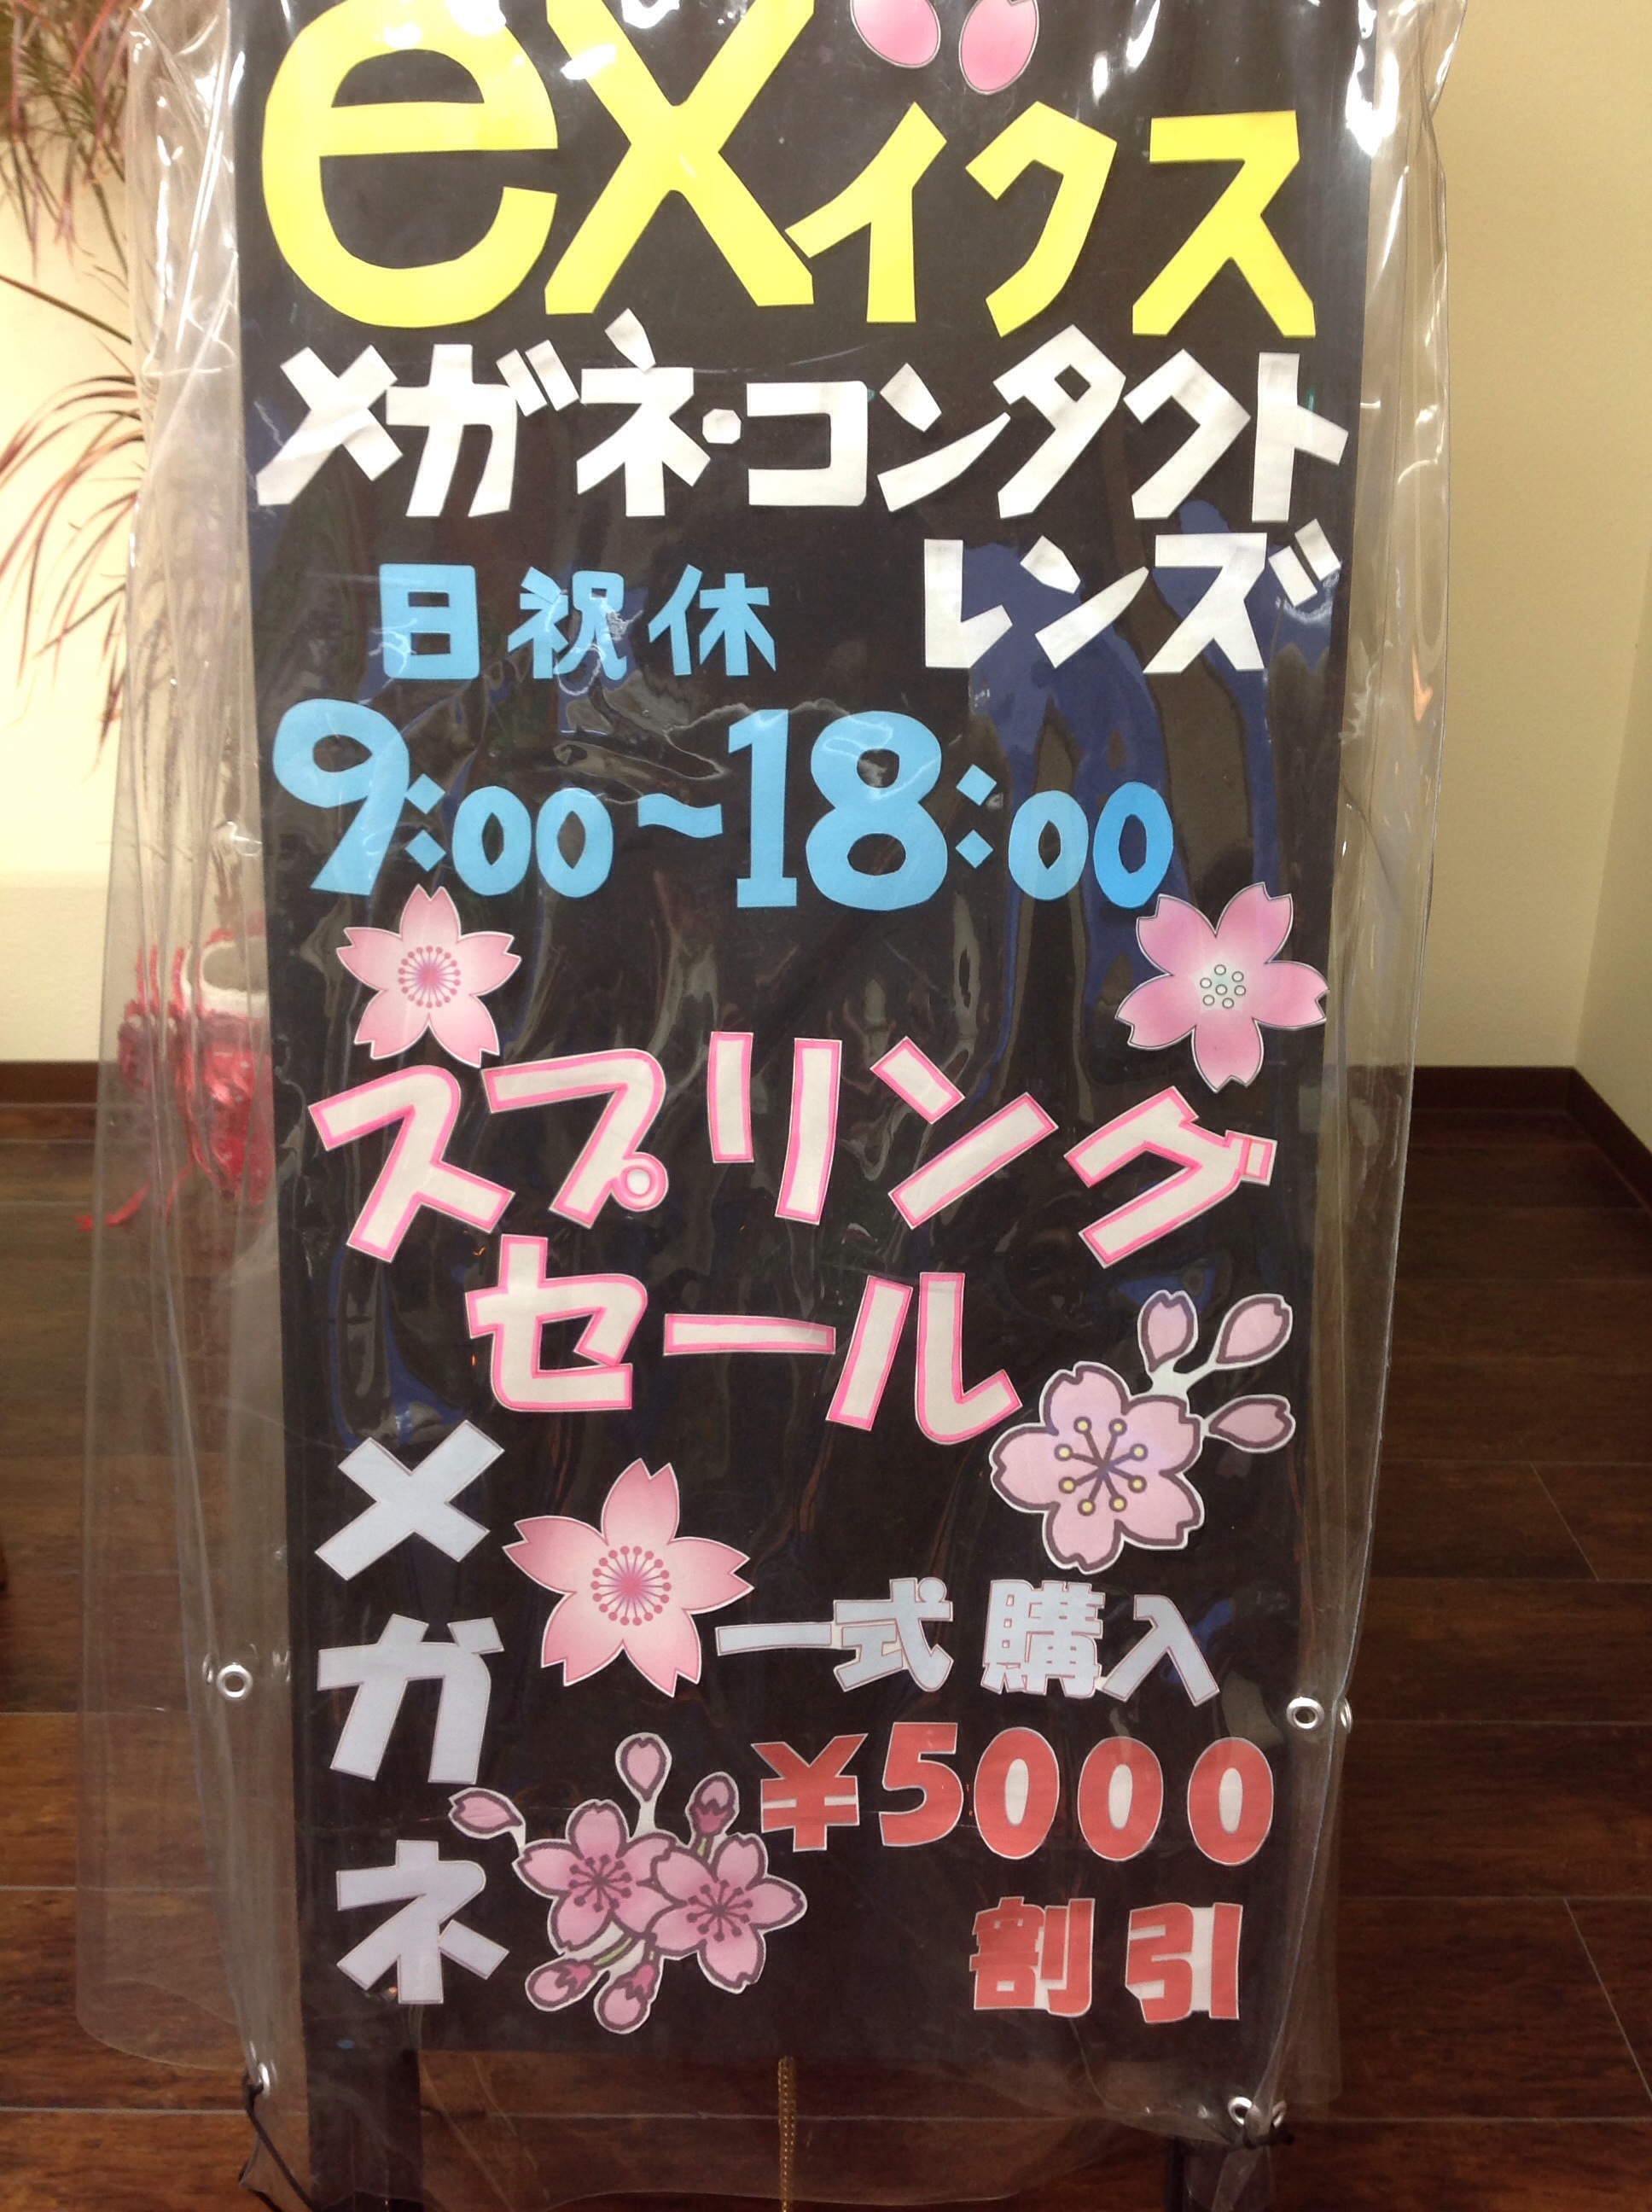 exイクス
メガネ・コンタクト
レンズ
日祝休
9:00~18:00
スプリング
セール
メガネ
一式購入
¥5000
割引